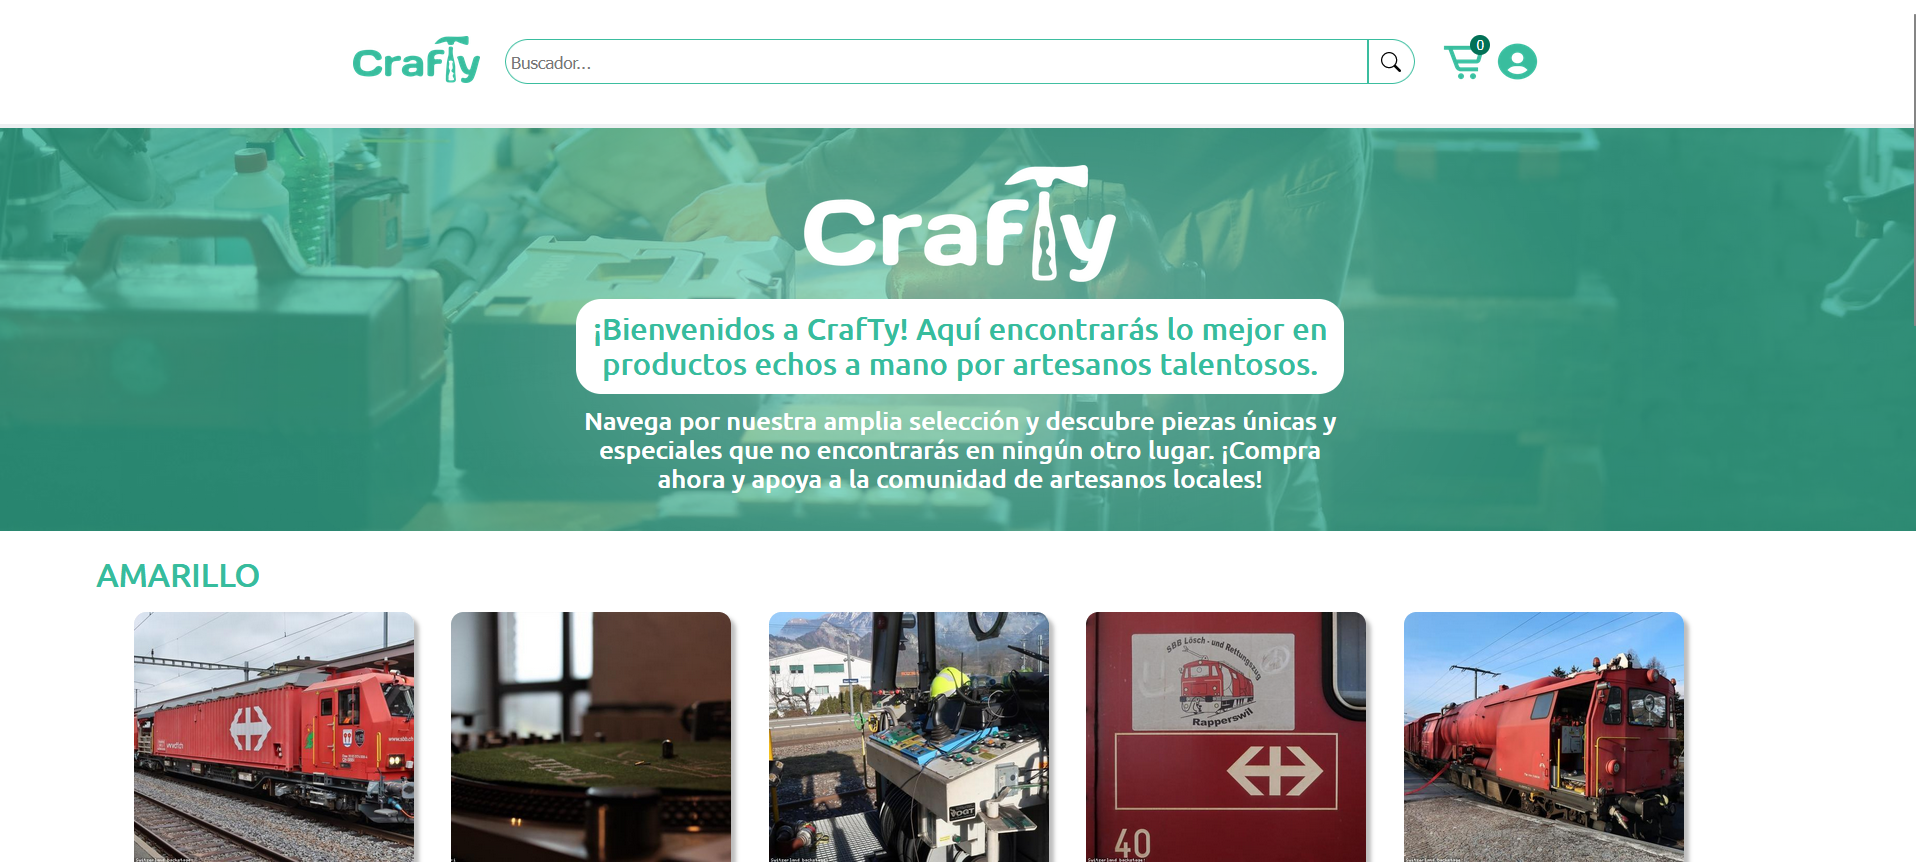 CrafTy
Buscador...
0
CrafTy
¡Bienvenidos a CrafTy! Aquí encontrarás lo mejor en
productos echos a mano por artesanos talentosos.
Navega por nuestra amplia selección y descubre piezas únicas y
especiales que no encontrarás en ningún otro lugar. ¡Compra
ahora y apoya a la comunidad de artesanos locales!
AMARILLO
VOGT
SBB Lösch - und Rettungszug
Rapperswil
40